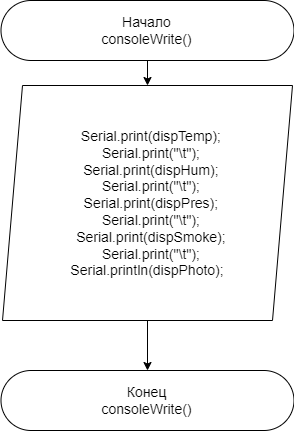 Начало
consoleWrite()
Serial.print(dispTemp);
Serial.print("\t");
Serial.print(dispHum);
Serial.print("\t");
Serial.print(dispPres);
Serial.print("\t");
Serial.print(dispSmoke);
Serial.print("\t");
Serial.println(dispPhoto);
Конец
consoleWrite()